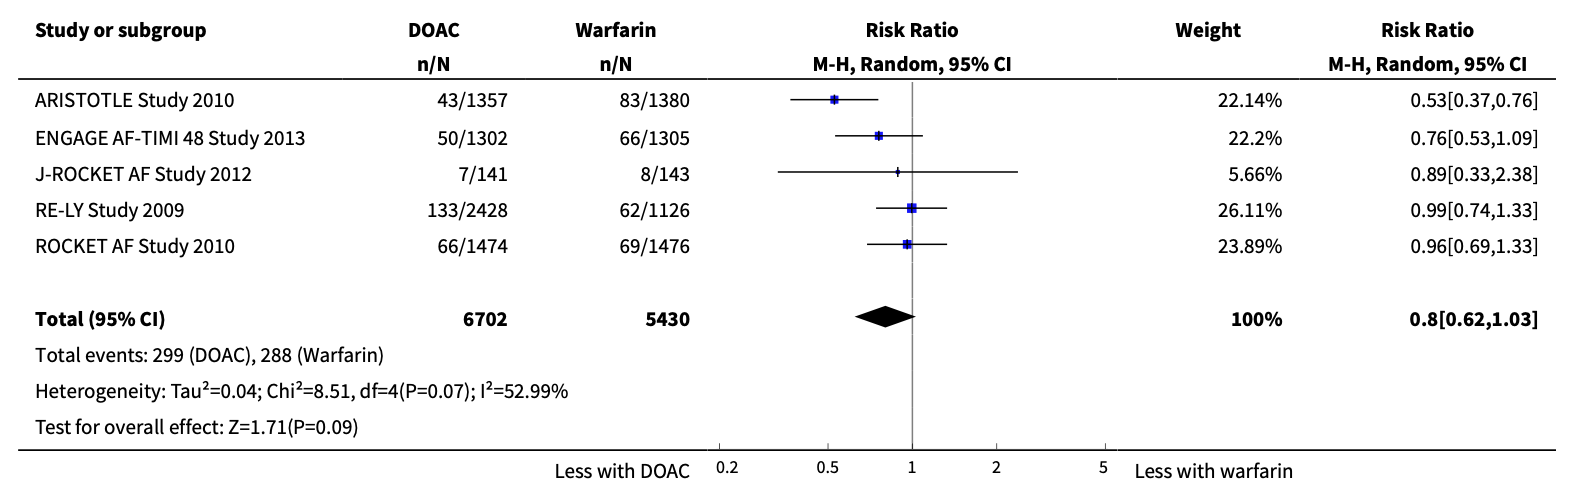 Study or subgroup DOAC Warfarin Risk Ratio Weight Risk Ratio
n/N n/N M-H, Random, 95% CI M-H, Random, 95% CI
ARISTOTLE Study 2010 43/1357 83/1380 22.14% 0.53[0.37,0.76]
ENGAGE AF-TIMI 48 Study 2013 50/1302 66/1305 22.2% 0.76[0.53,1.09]
J-ROCKET AF Study 2012 7/141 8/143 5.66% 0.89[0.33,2.38]
RE-LY Study 2009 133/2428 62/1126 26.11% 0.99[0.74,1.33]
ROCKET AF Study 2010 66/1474 69/1476 23.89% 0.96[0.69,1.33]
Total (95% CI) 6702 5430 100% 0.8[0.62,1.03]
Total events: 299 (DOAC), 288 (Warfarin)
Heterogeneity: Tau²=0.04; Chi²=8.51, df=4(P=0.07); I²=52.99%
Test for overall effect: Z=1.71(P=0.09)
Less with DOAC 0.2 0.5 1 2 5 Less with warfarin